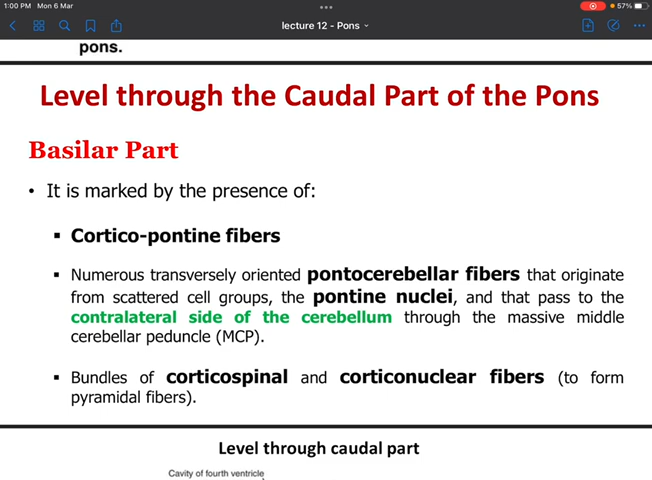 1:00 PM Mon 6 Mar
57%
lecture 12 - Pons
pons.
Level through the Caudal Part of the Pons
Basilar Part
• It is marked by the presence of:
▪ Cortico-pontine fibers
▪ Numerous transversely oriented pontocerebellar fibers that originate
from scattered cell groups, the pontine nuclei, and that pass to the
contralateral side of the cerebellum through the massive middle
cerebellar peduncle (MCP).
▪ Bundles of corticospinal and corticonuclear fibers (to form
pyramidal fibers).
Level through caudal part
Cavity of fourth ventricle